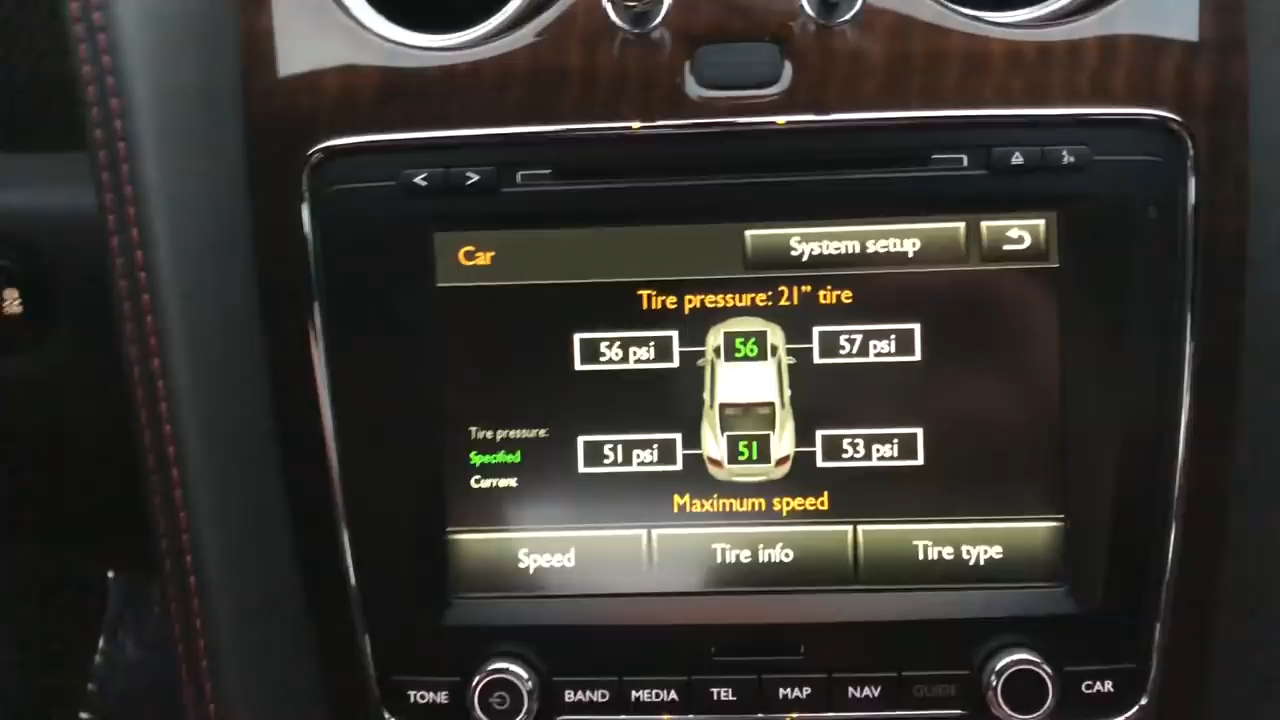 Car
System setup
Tire pressure: 21” tire
56 psi
56
57 psi
Tire pressure:
Specified
Current
51 psi
51
53 psi
Maximum speed
Speed
Tire info
Tire type
TONE
BAND
MEDIA
TEL
MAP
NAV
GUIDE
CAR